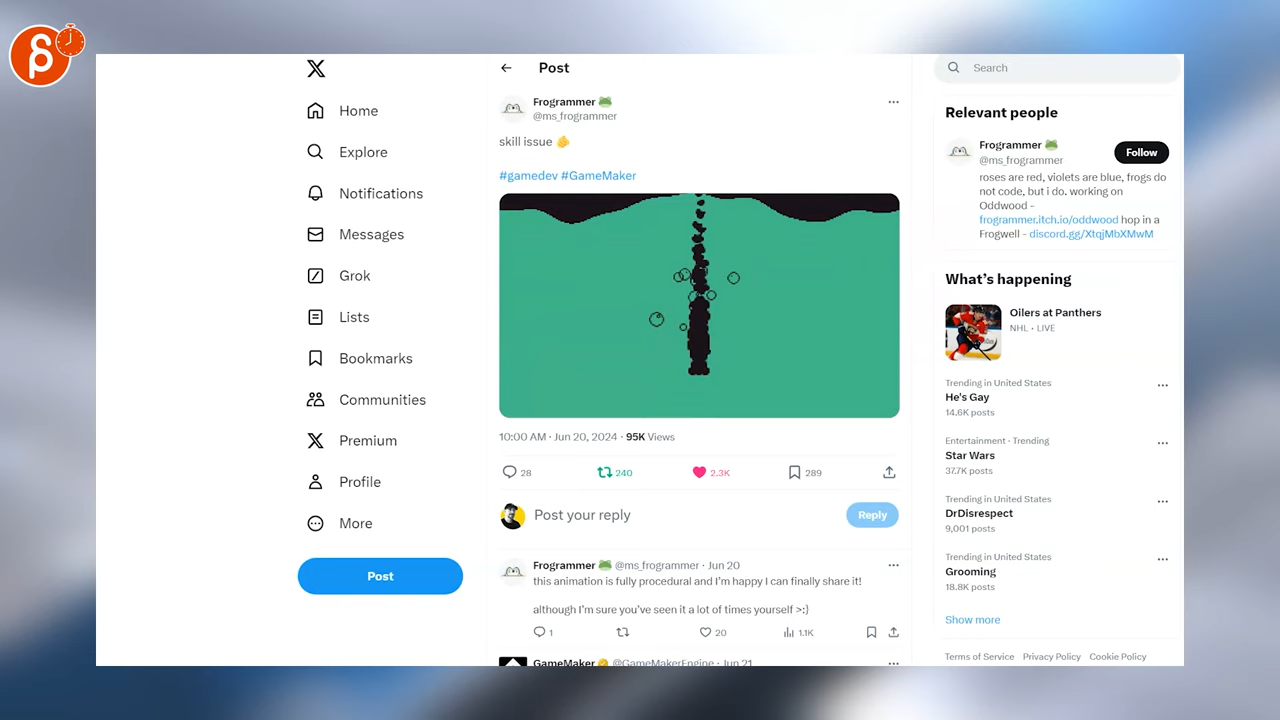 Home
Explore
Notifications
Messages
Grok
Lists
Bookmarks
Communities
Premium
Profile
More
Post
Post
Frogrammer
@ms_frogrammer
skill issue
#gamedev #GameMaker
10:00 AM · Jun 20, 2024 · 95K Views
28 240 2.3K 289
Post your reply
Reply
Frogrammer @ms_frogrammer · Jun 20
this animation is fully procedural and I'm happy I can finally share it!
although I'm sure you've seen it a lot of times yourself >:}
1 20 1.1K
GameMaker @GameMakerEngine · Jun 21
Search
Relevant people
Frogrammer
@ms_frogrammer
Follow
roses are red, violets are blue, frogs do
not code, but i do. working on
Oddwood -
frogrammer.itch.io/oddwood hop in a
Frogwell - discord.gg/XtqjMbXMwM
What's happening
Oilers at Panthers
NHL · LIVE
Trending in United States
He's Gay
14.6K posts
Entertainment · Trending
Star Wars
37.7K posts
Trending in United States
DrDisrespect
9,001 posts
Trending in United States
Grooming
18.8K posts
Show more
Terms of Service Privacy Policy Cookie Policy